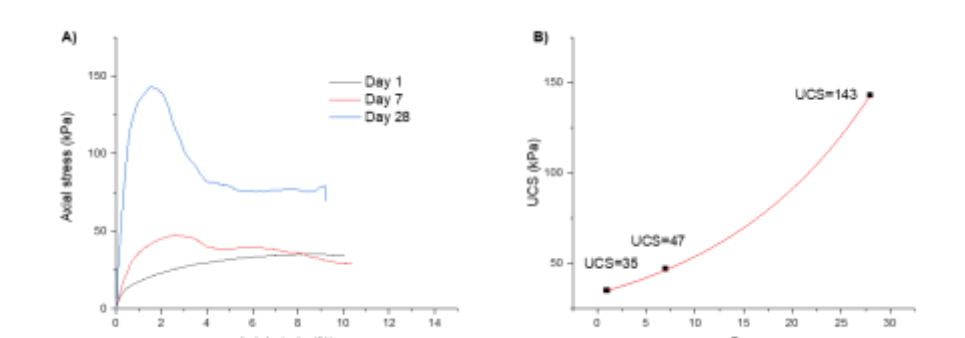 A)
150
100
50
0
Axial stress (kPa)
Day 1
Day 7
Day 28
0 2 4 6 8 10 12 14
B)
150
100
50
UCS (kPa)
UCS=143
UCS=47
UCS=35
0 5 10 15 20 25 30